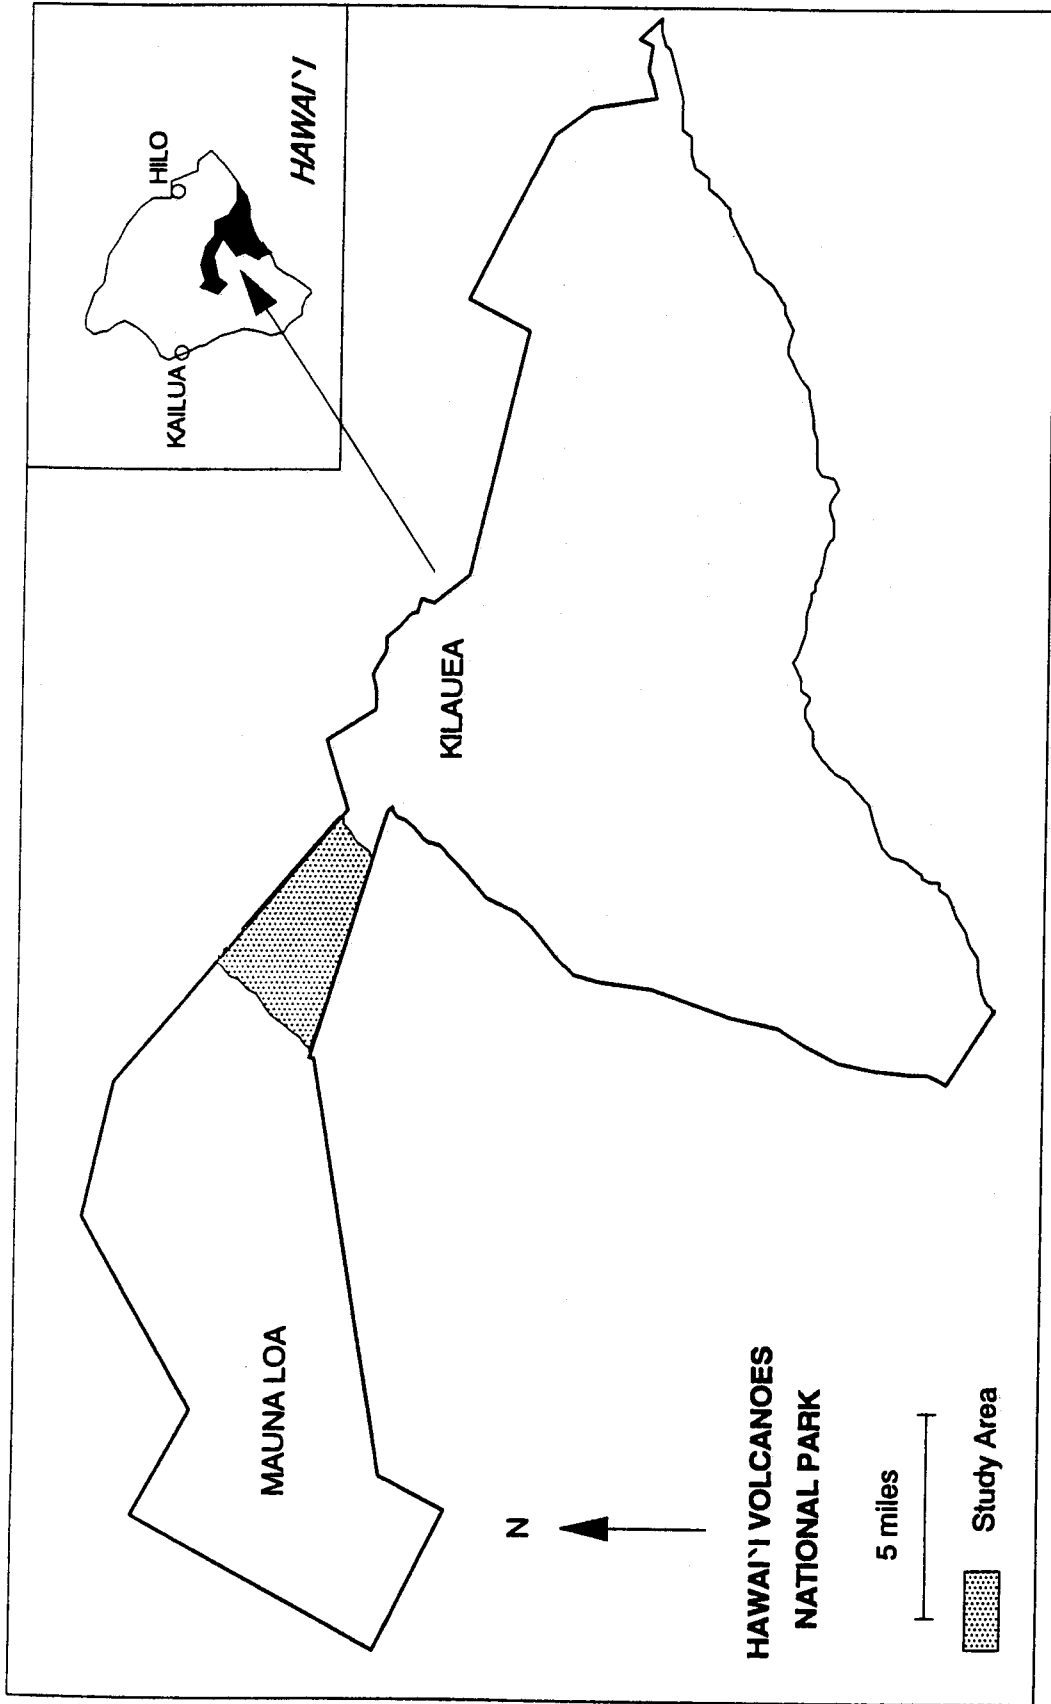 HILO
KAILUA
HAWAI`I
KILAUEA
MAUNA LOA
N
HAWAI`I VOLCANOES
NATIONAL PARK
5 miles
Study Area